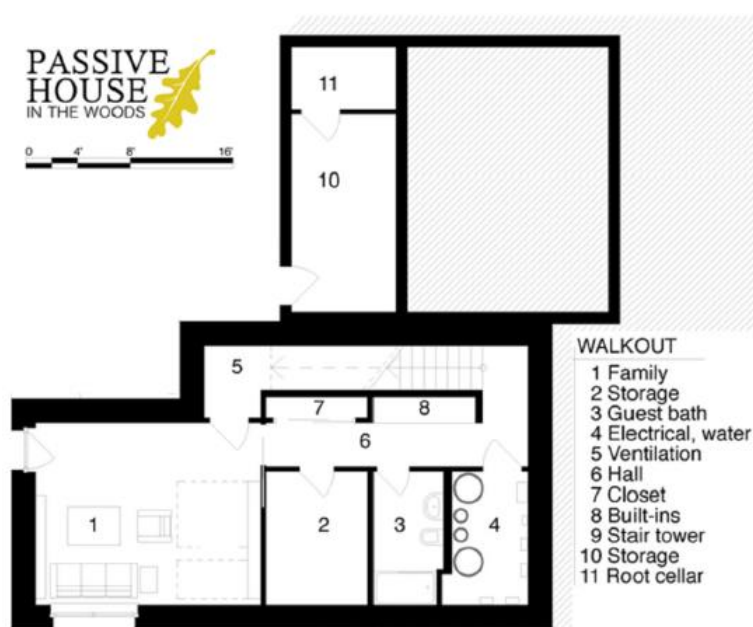 PASSIVE
HOUSE
IN THE WOODS
0 4' 8' 16'
11
10
5
7 8
6
1 2 3 4
WALKOUT
1 Family
2 Storage
3 Guest bath
4 Electrical, water
5 Ventilation
6 Hall
7 Closet
8 Built-ins
9 Stair tower
10 Storage
11 Root cellar